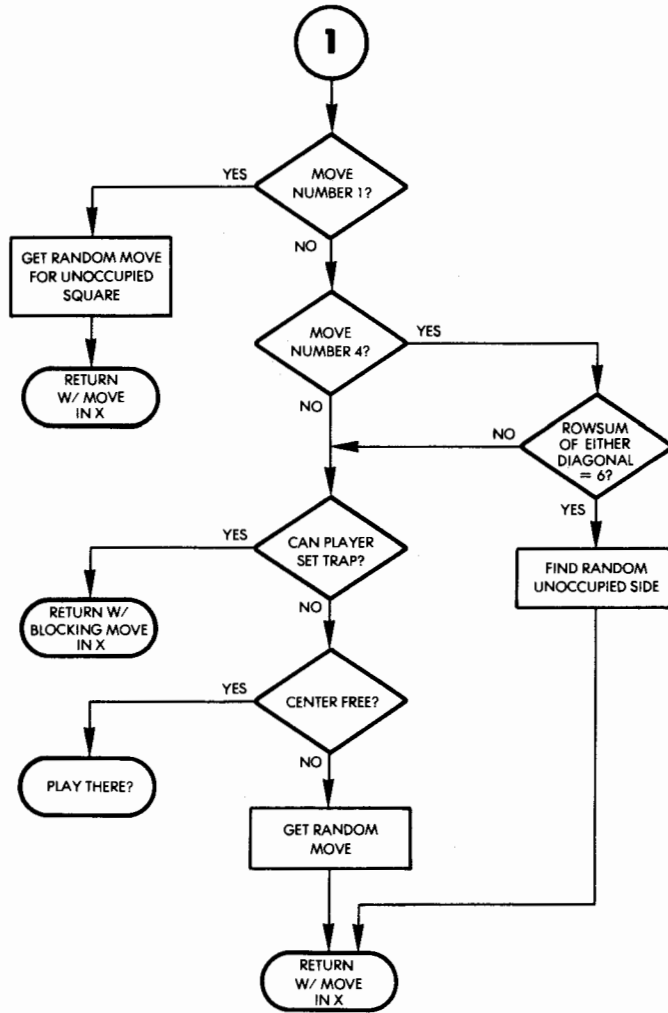 1
MOVE
NUMBER 1?
YES
NO
GET RANDOM MOVE
FOR UNOCCUPIED
SQUARE
RETURN
W/ MOVE
IN X
MOVE
NUMBER 4?
YES
NO
ROWSUM
OF EITHER
DIAGONAL
= 6?
NO
YES
FIND RANDOM
UNOCCUPIED SIDE
CAN PLAYER
SET TRAP?
YES
NO
RETURN W/
BLOCKING MOVE
IN X
CENTER FREE?
YES
NO
PLAY THERE?
GET RANDOM
MOVE
RETURN
W/ MOVE
IN X